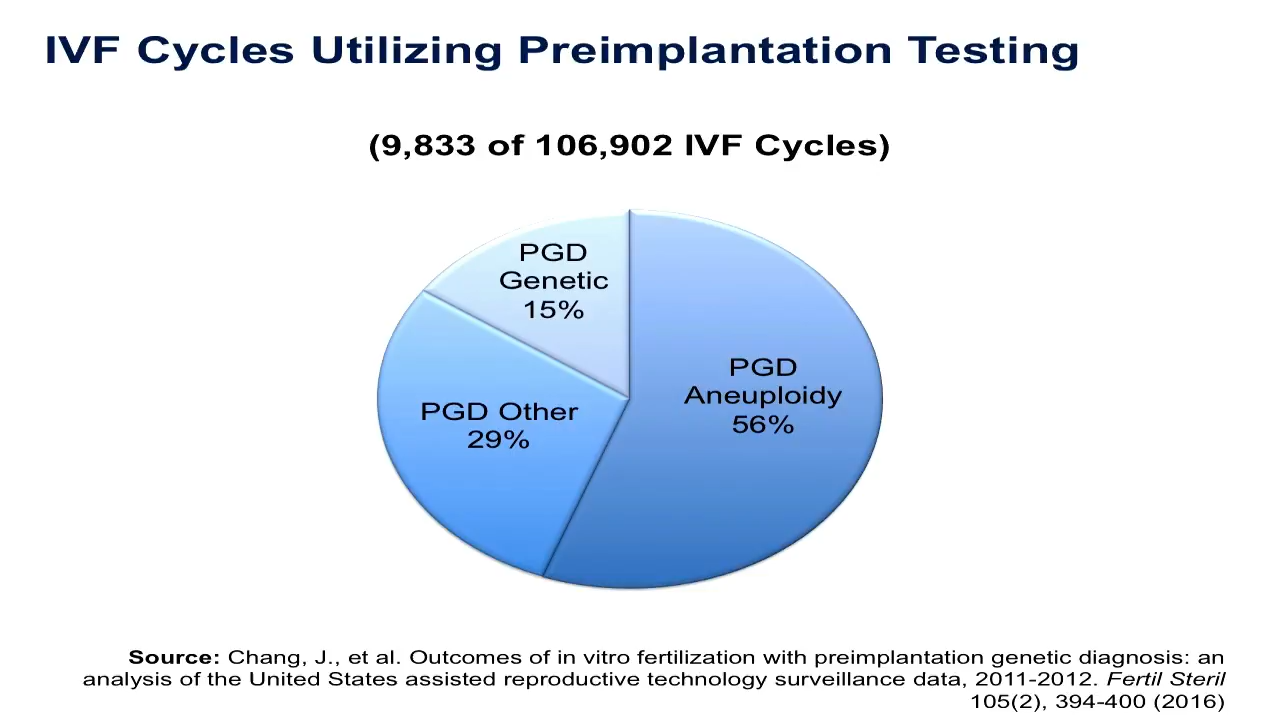 IVF Cycles Utilizing Preimplantation Testing
(9,833 of 106,902 IVF Cycles)
PGD
Genetic
15%
PGD
Aneuploidy
56%
PGD Other
29%
Source: Chang, J., et al. Outcomes of in vitro fertilization with preimplantation genetic diagnosis: an
analysis of the United States assisted reproductive technology surveillance data, 2011-2012. Fertil Steril
105(2), 394-400 (2016)